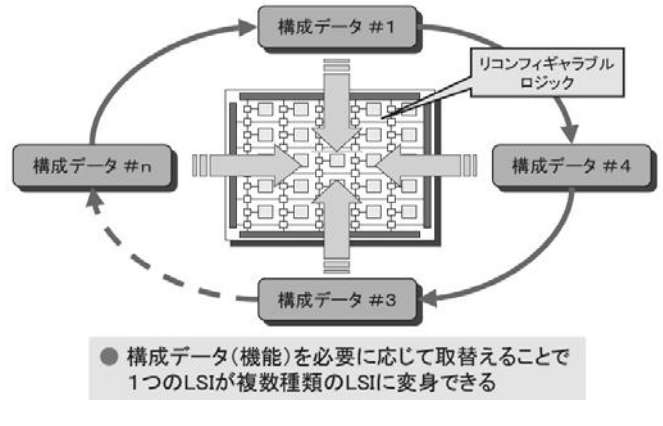 構成データ #1
リコンフィギャラブル
ロジック
構成データ #n
構成データ #4
構成データ #3
● 構成データ(機能)を必要に応じて取替えることで
1つのLSIが複数種類のLSIに変身できる